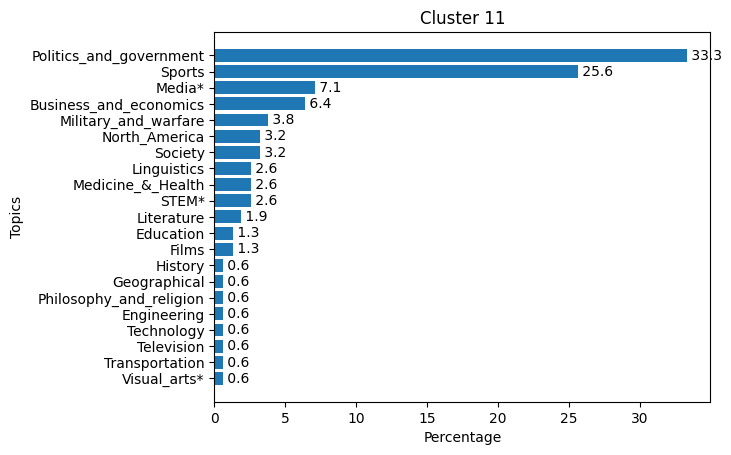 Cluster 11
Topics
Politics_and_government 33.3
Sports 25.6
Media* 7.1
Business_and_economics 6.4
Military_and_warfare 3.8
North_America 3.2
Society 3.2
Linguistics 2.6
Medicine_&_Health 2.6
STEM* 2.6
Literature 1.9
Education 1.3
Films 1.3
History 0.6
Geographical 0.6
Philosophy_and_religion 0.6
Engineering 0.6
Technology 0.6
Television 0.6
Transportation 0.6
Visual_arts* 0.6
0 5 10 15 20 25 30
Percentage